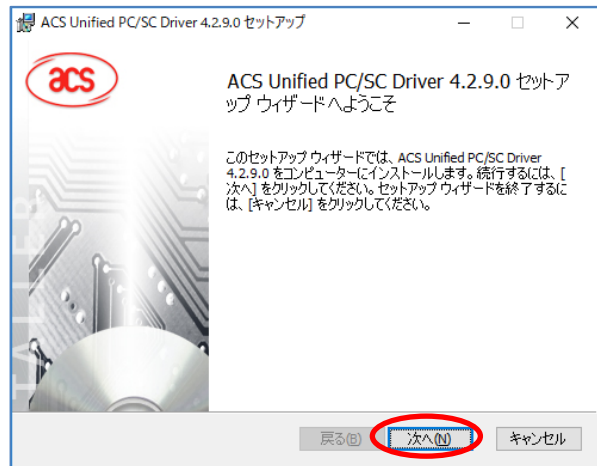 ACS Unified PC/SC Driver 4.2.9.0 セットアップ
acs
ACS Unified PC/SC Driver 4.2.9.0 セットア
ップ ウィザードへようこそ
このセットアップ ウィザードでは、ACS Unified PC/SC Driver
4.2.9.0 をコンピューターにインストールします。続行するには、[
次へ] をクリックしてください。セットアップ ウィザードを終了するに
は、[キャンセル] をクリックしてください。
TALLER
戻る(B) 次へ(N) キャンセル